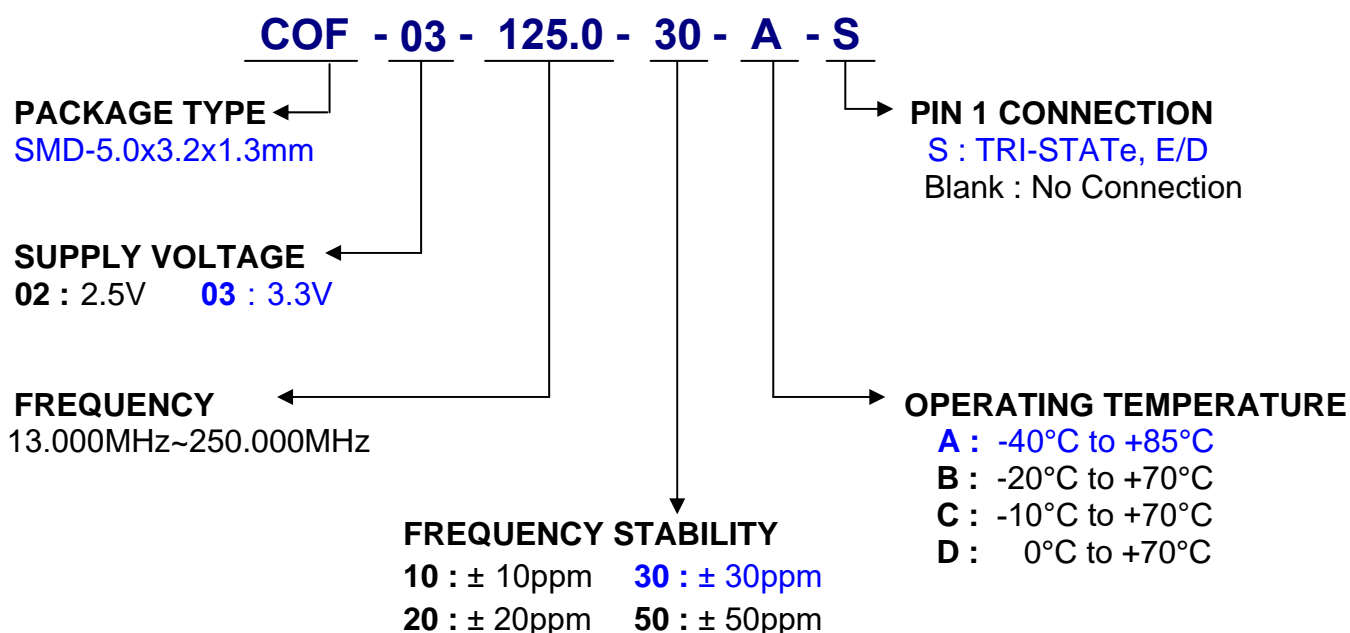 COF - 03 - 125.0 - 30 - A - S
PACKAGE TYPE
SMD-5.0x3.2x1.3mm
PIN 1 CONNECTION
S : TRI-STATe, E/D
Blank : No Connection
SUPPLY VOLTAGE
02 : 2.5V 03 : 3.3V
FREQUENCY
13.000MHz~250.000MHz
OPERATING TEMPERATURE
A : -40°C to +85°C
B : -20°C to +70°C
C : -10°C to +70°C
D : 0°C to +70°C
FREQUENCY STABILITY
10 : ± 10ppm 30 : ± 30ppm
20 : ± 20ppm 50 : ± 50ppm